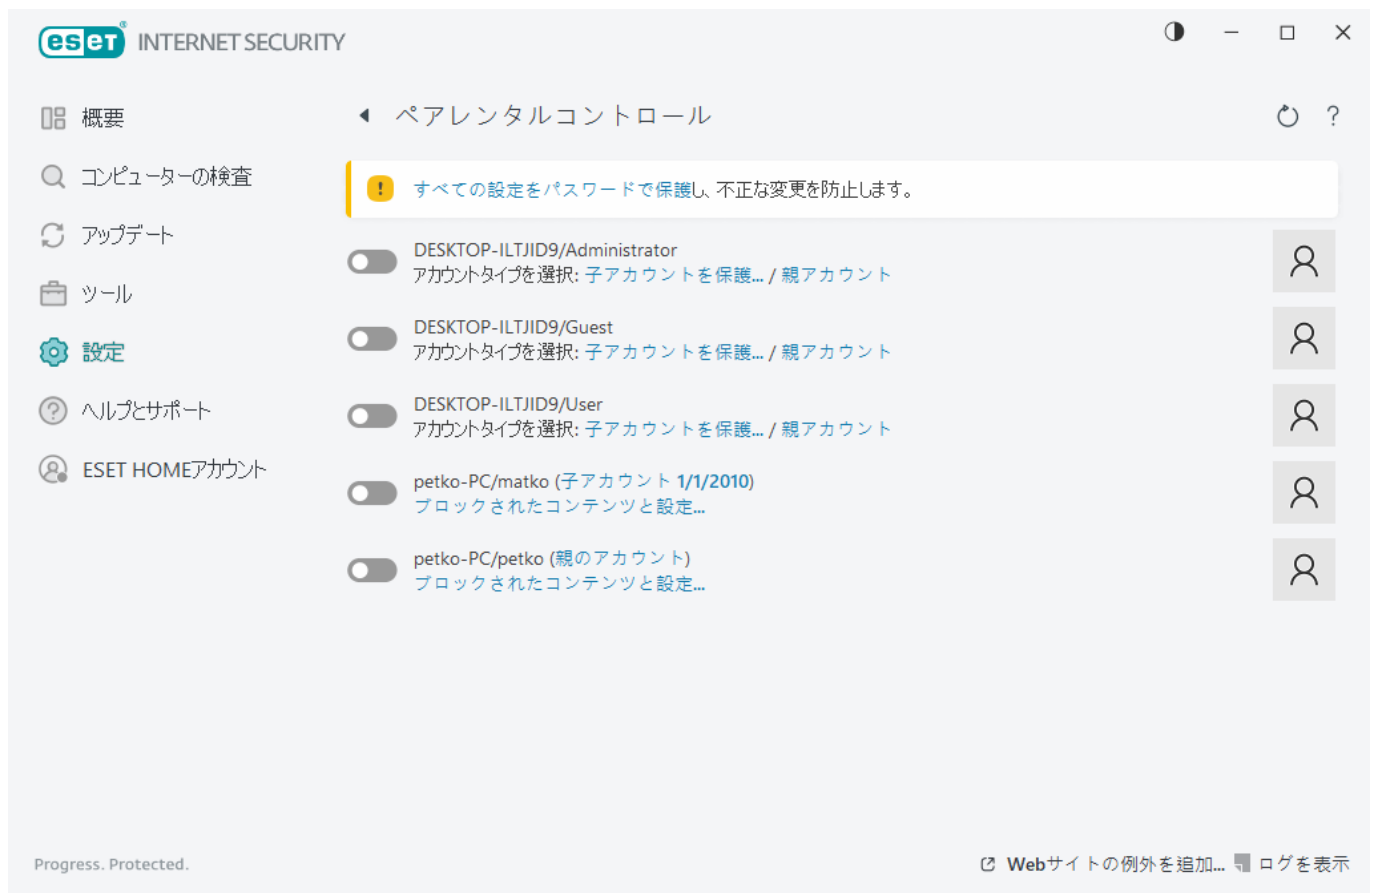 eset® INTERNET SECURITY
概要
コンピューターの検査
アップデート
ツール
設定
ヘルプとサポート
ESET HOMEアカウント
ペアレンタルコントロール
?
すべての設定をパスワードで保護し、不正な変更を防止します。
DESKTOP-ILTJID9/Administrator
アカウントタイプを選択: 子アカウントを保護... / 親アカウント
DESKTOP-ILTJID9/Guest
アカウントタイプを選択: 子アカウントを保護... / 親アカウント
DESKTOP-ILTJID9/User
アカウントタイプを選択: 子アカウントを保護... / 親アカウント
petko-PC/matko (子アカウント 1/1/2010)
ブロックされたコンテンツと設定...
petko-PC/petko (親のアカウント)
ブロックされたコンテンツと設定...
Progress. Protected.
Webサイトの例外を追加... ログを表示